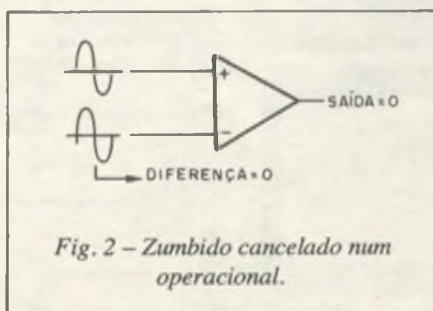 +
SAÍDA = 0
-
DIFERENÇA = 0
Fig. 2 – Zumbido cancelado num
operacional.